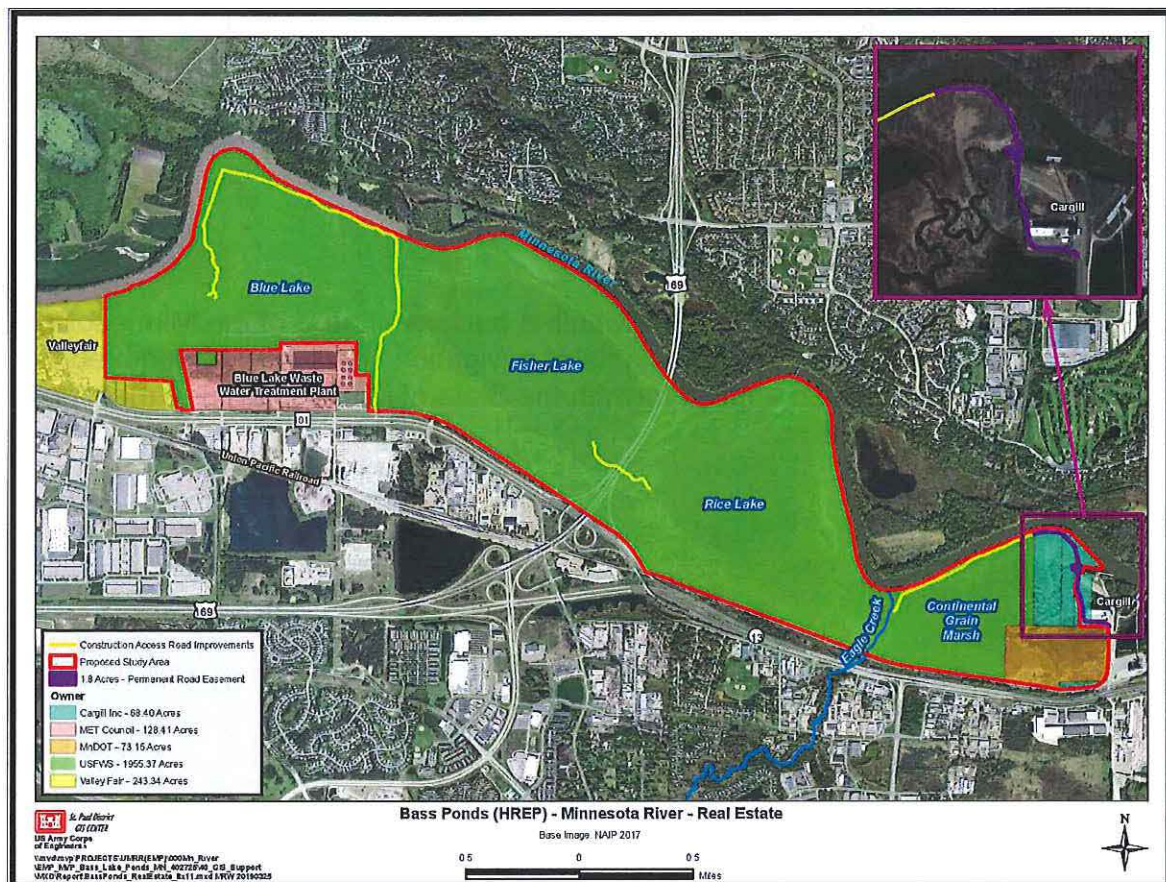 Cargill
Minnesota River
169
Blue Lake
Valleyfair
Fisher Lake
Blue Lake Waste
Water Treatment Plant
101
Union Pacific Railroad
Rice Lake
Cargill
Continental
Grain
Marsh
Eagle Creek
169
13
Construction Access Road Improvements
Proposed Study Area
1.8 Acres - Permenent Road Easement
Owner
Cargill Inc - 68.40 Acres
MET Council - 128.41 Acres
MnDOT - 73.15 Acres
USFWS - 1955.37 Acres
Valley Fair - 243.34 Acres
St. Paul District
GIS CENTER
US Army Corps
of Engineers
Bass Ponds (HREP) - Minnesota River - Real Estate
Base Image: NAIP 2017
0.5 0 0.5
Miles
N